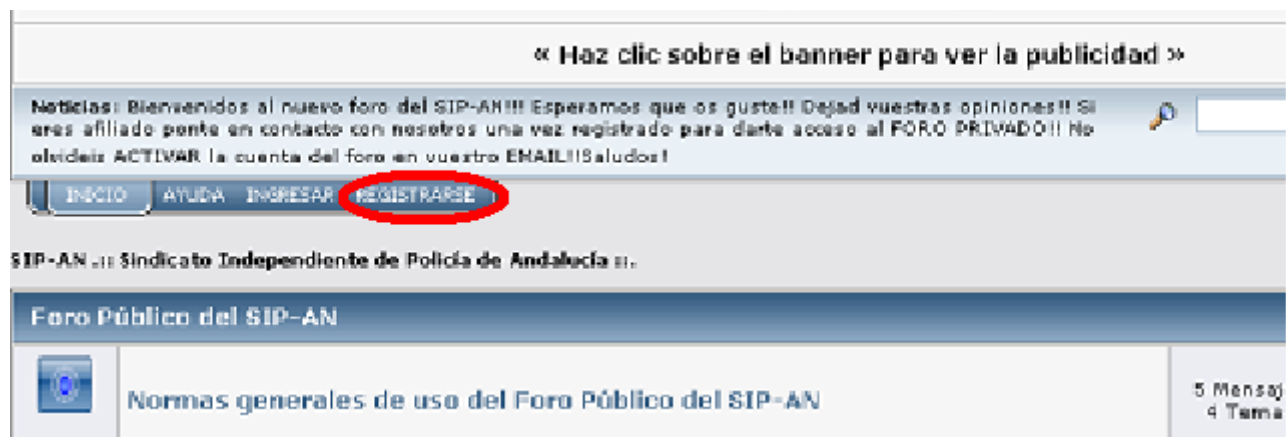 « Haz clic sobre el banner para ver la publicidad »
Noticias: Bienvenidos al nuevo foro del SIP-AN!!! Esperamos que os guste!! Dejad vuestras opiniones!! Si
eres afiliado ponte en contacto con nosotros una vez registrado para darte acceso al FORO PRIVADO!! No
olvideis ACTIVAR la cuenta del foro en vuestro EMAIL!!Saludos!
INICIO AYUDA INGRESAR REGISTRARSE
SIP-AN .:: Sindicato Independiente de Policía de Andalucía ::.
Foro Público del SIP-AN
Normas generales de uso del Foro Público del SIP-AN
5 Mensaj
4 Tema